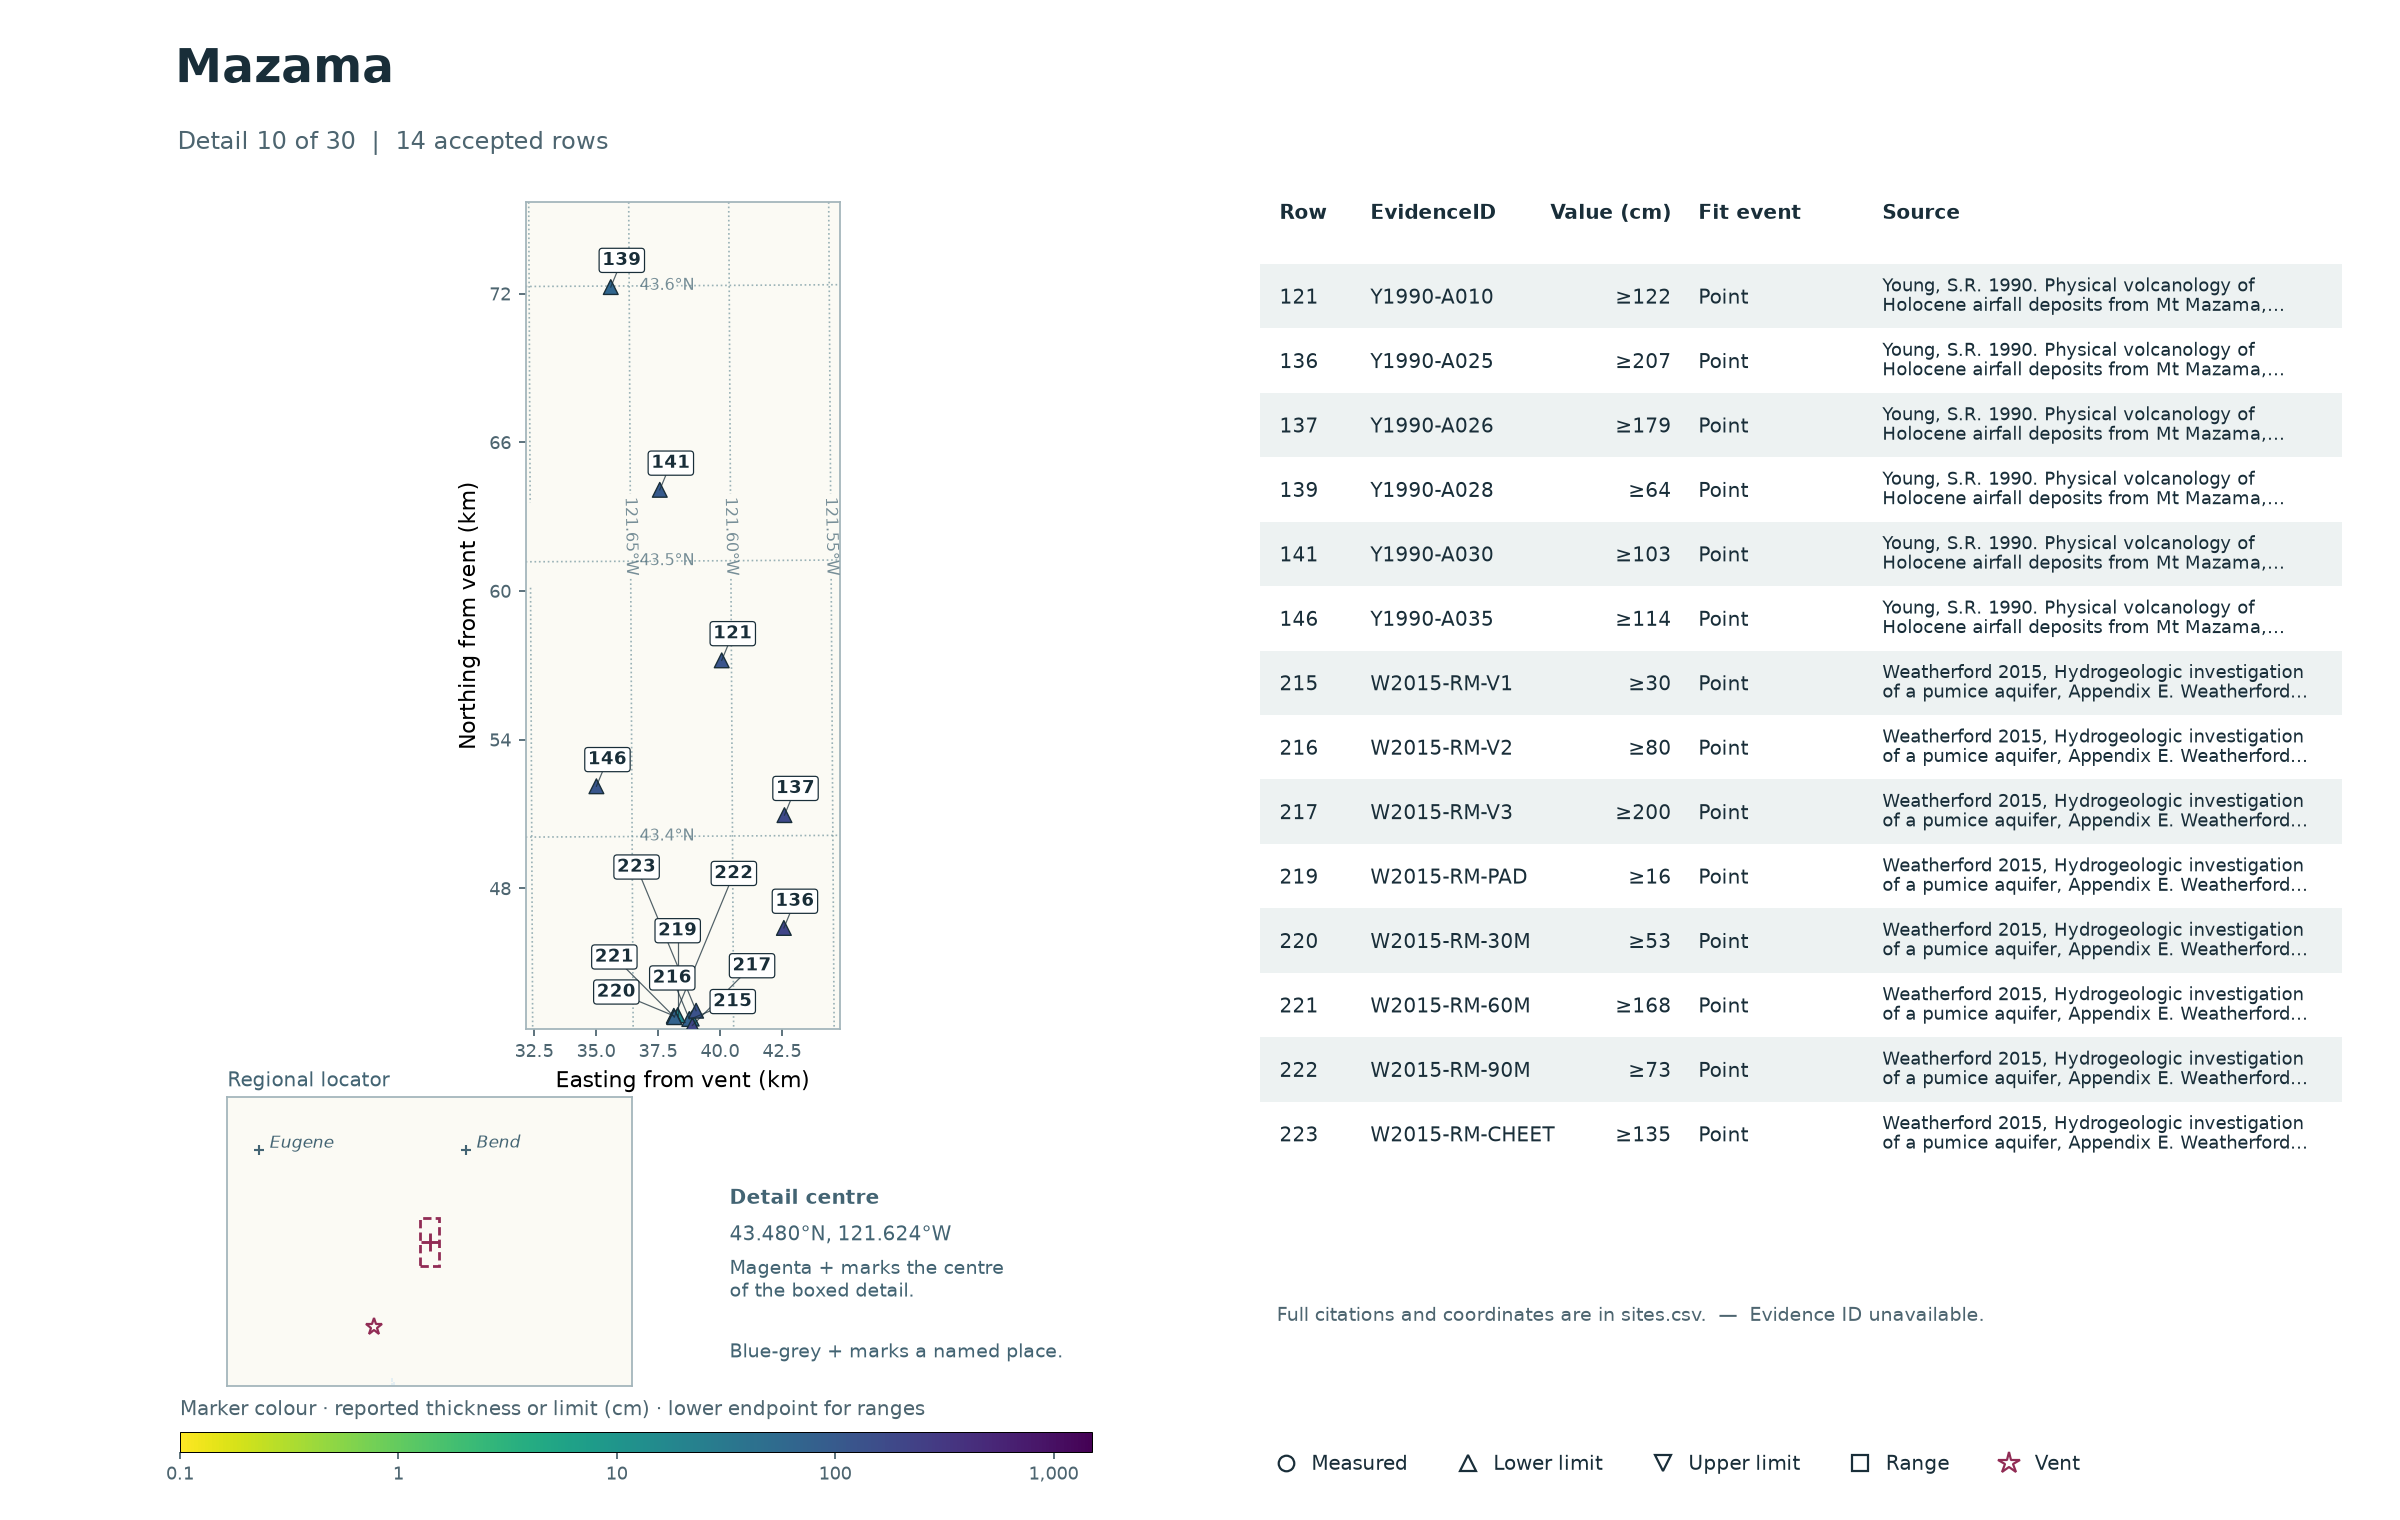 Mazama
Detail 10 of 30 | 14 accepted rows
139
43.6°N
72
66
141
121.65°W
121.60°W
121.55°W
43.5°N
60
Northing from vent (km)
121
54
146
137
43.4°N
223
222
48
136
219
221
217
216
220
215
32.5 35.0 37.5 40.0 42.5
Easting from vent (km)
Regional locator
Eugene
Bend
Detail centre
43.480°N, 121.624°W
Magenta + marks the centre
of the boxed detail.
Blue-grey + marks a named place.
Marker colour · reported thickness or limit (cm) · lower endpoint for ranges
0.1 1 10 100 1,000
Row EvidenceID Value (cm) Fit event Source
121 Y1990-A010 ≥122 Point Young, S.R. 1990. Physical volcanology of
Holocene airfall deposits from Mt Mazama,...
136 Y1990-A025 ≥207 Point Young, S.R. 1990. Physical volcanology of
Holocene airfall deposits from Mt Mazama,...
137 Y1990-A026 ≥179 Point Young, S.R. 1990. Physical volcanology of
Holocene airfall deposits from Mt Mazama,...
139 Y1990-A028 ≥64 Point Young, S.R. 1990. Physical volcanology of
Holocene airfall deposits from Mt Mazama,...
141 Y1990-A030 ≥103 Point Young, S.R. 1990. Physical volcanology of
Holocene airfall deposits from Mt Mazama,...
146 Y1990-A035 ≥114 Point Young, S.R. 1990. Physical volcanology of
Holocene airfall deposits from Mt Mazama,...
215 W2015-RM-V1 ≥30 Point Weatherford 2015, Hydrogeologic investigation
of a pumice aquifer, Appendix E. Weatherford...
216 W2015-RM-V2 ≥80 Point Weatherford 2015, Hydrogeologic investigation
of a pumice aquifer, Appendix E. Weatherford...
217 W2015-RM-V3 ≥200 Point Weatherford 2015, Hydrogeologic investigation
of a pumice aquifer, Appendix E. Weatherford...
219 W2015-RM-PAD ≥16 Point Weatherford 2015, Hydrogeologic investigation
of a pumice aquifer, Appendix E. Weatherford...
220 W2015-RM-30M ≥53 Point Weatherford 2015, Hydrogeologic investigation
of a pumice aquifer, Appendix E. Weatherford...
221 W2015-RM-60M ≥168 Point Weatherford 2015, Hydrogeologic investigation
of a pumice aquifer, Appendix E. Weatherford...
222 W2015-RM-90M ≥73 Point Weatherford 2015, Hydrogeologic investigation
of a pumice aquifer, Appendix E. Weatherford...
223 W2015-RM-CHEET ≥135 Point Weatherford 2015, Hydrogeologic investigation
of a pumice aquifer, Appendix E. Weatherford...
Full citations and coordinates are in sites.csv. — Evidence ID unavailable.
Measured Lower limit Upper limit Range Vent